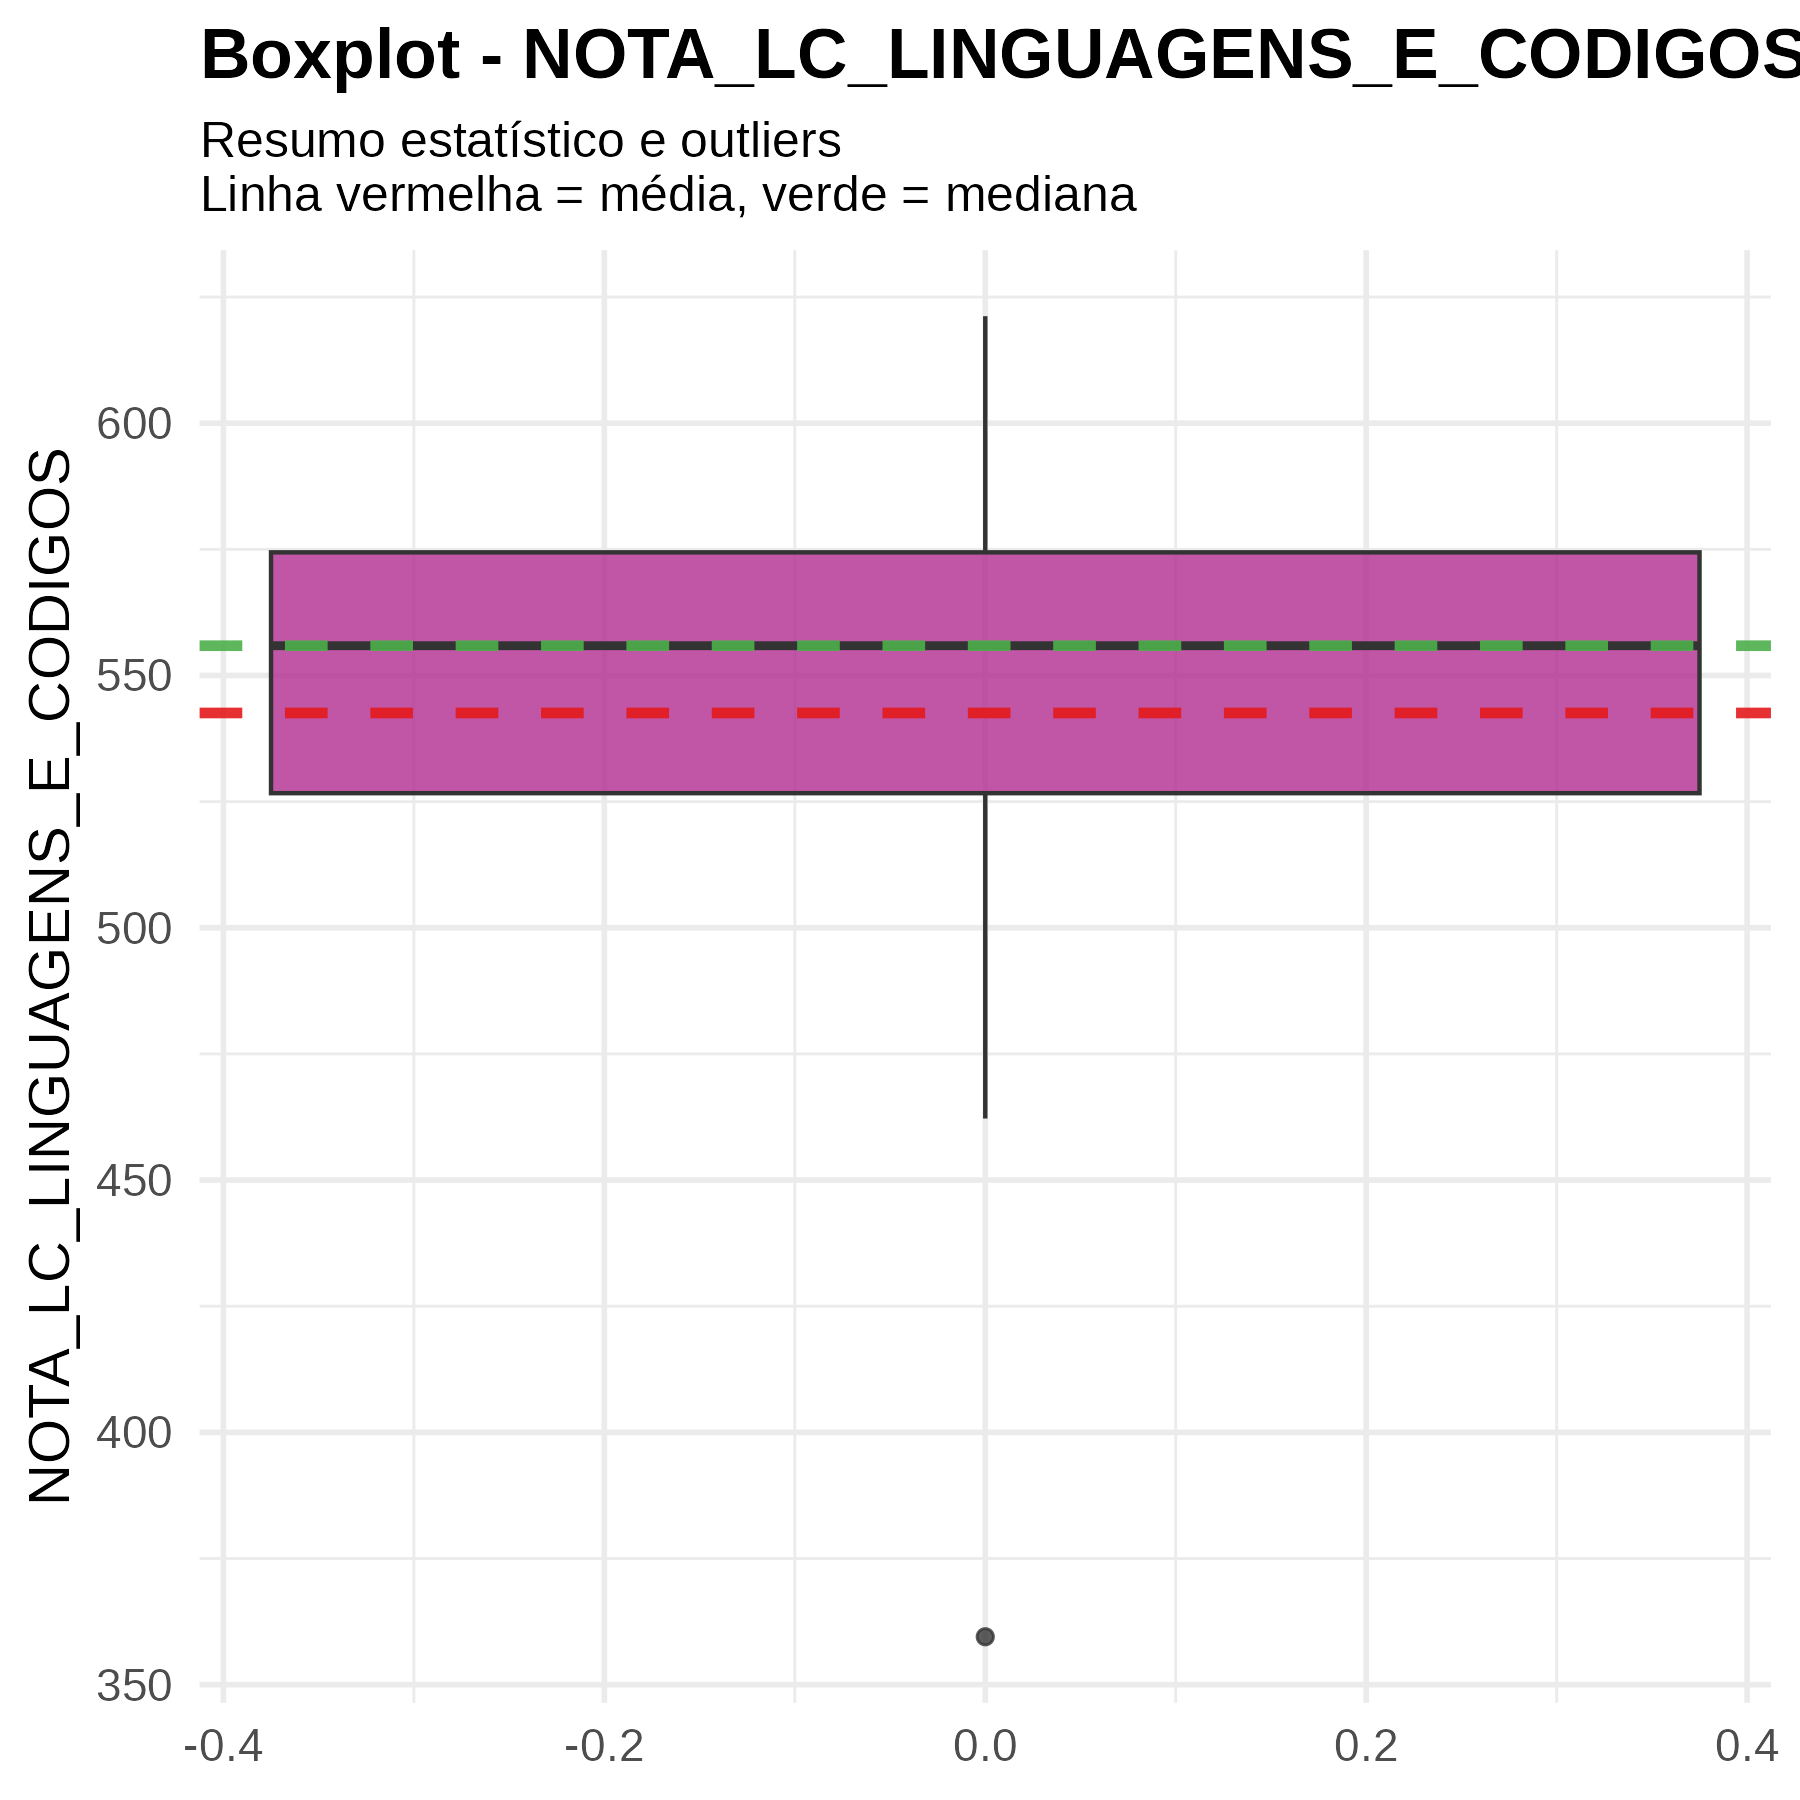 Boxplot - NOTA_LC_LINGUAGENS_E_CODIGOS
Resumo estatístico e outliers
Linha vermelha = média, verde = mediana
NOTA_LC_LINGUAGENS_E_CODIGOS
600
550
500
450
400
350
-0.4
-0.2
0.0
0.2
0.4